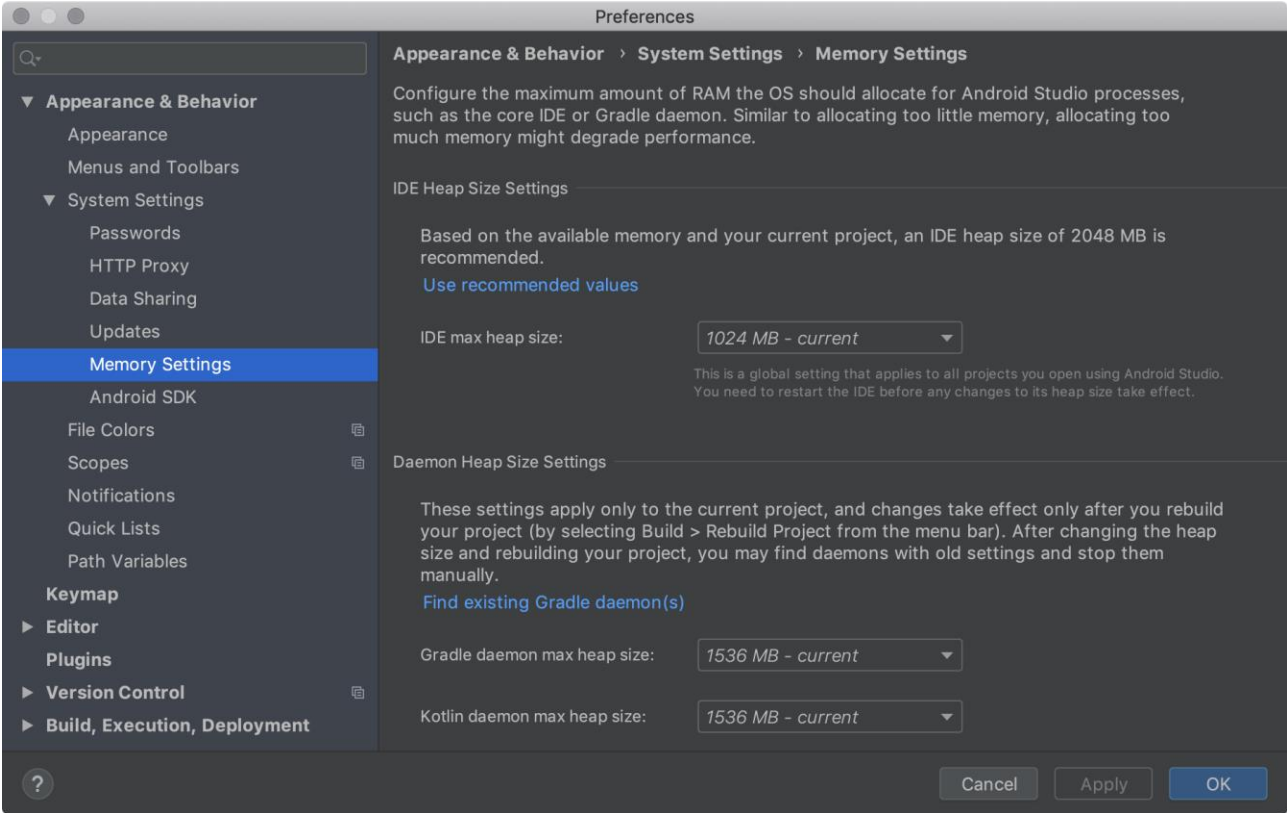 Preferences
Appearance & Behavior
Appearance
Menus and Toolbars
System Settings
Passwords
HTTP Proxy
Data Sharing
Updates
Memory Settings
Android SDK
File Colors
Scopes
Notifications
Quick Lists
Path Variables
Keymap
Editor
Plugins
Version Control
Build, Execution, Deployment
?
Appearance & Behavior › System Settings › Memory Settings
Configure the maximum amount of RAM the OS should allocate for Android Studio processes,
such as the core IDE or Gradle daemon. Similar to allocating too little memory, allocating too
much memory might degrade performance.
IDE Heap Size Settings
Based on the available memory and your current project, an IDE heap size of 2048 MB is
recommended.
Use recommended values
IDE max heap size: 1024 MB - current
This is a global setting that applies to all projects you open using Android Studio.
You need to restart the IDE before any changes to its heap size take effect.
Daemon Heap Size Settings
These settings apply only to the current project, and changes take effect only after you rebuild
your project (by selecting Build > Rebuild Project from the menu bar). After changing the heap
size and rebuilding your project, you may find daemons with old settings and stop them
manually.
Find existing Gradle daemon(s)
Gradle daemon max heap size: 1536 MB - current
Kotlin daemon max heap size: 1536 MB - current
Cancel Apply OK